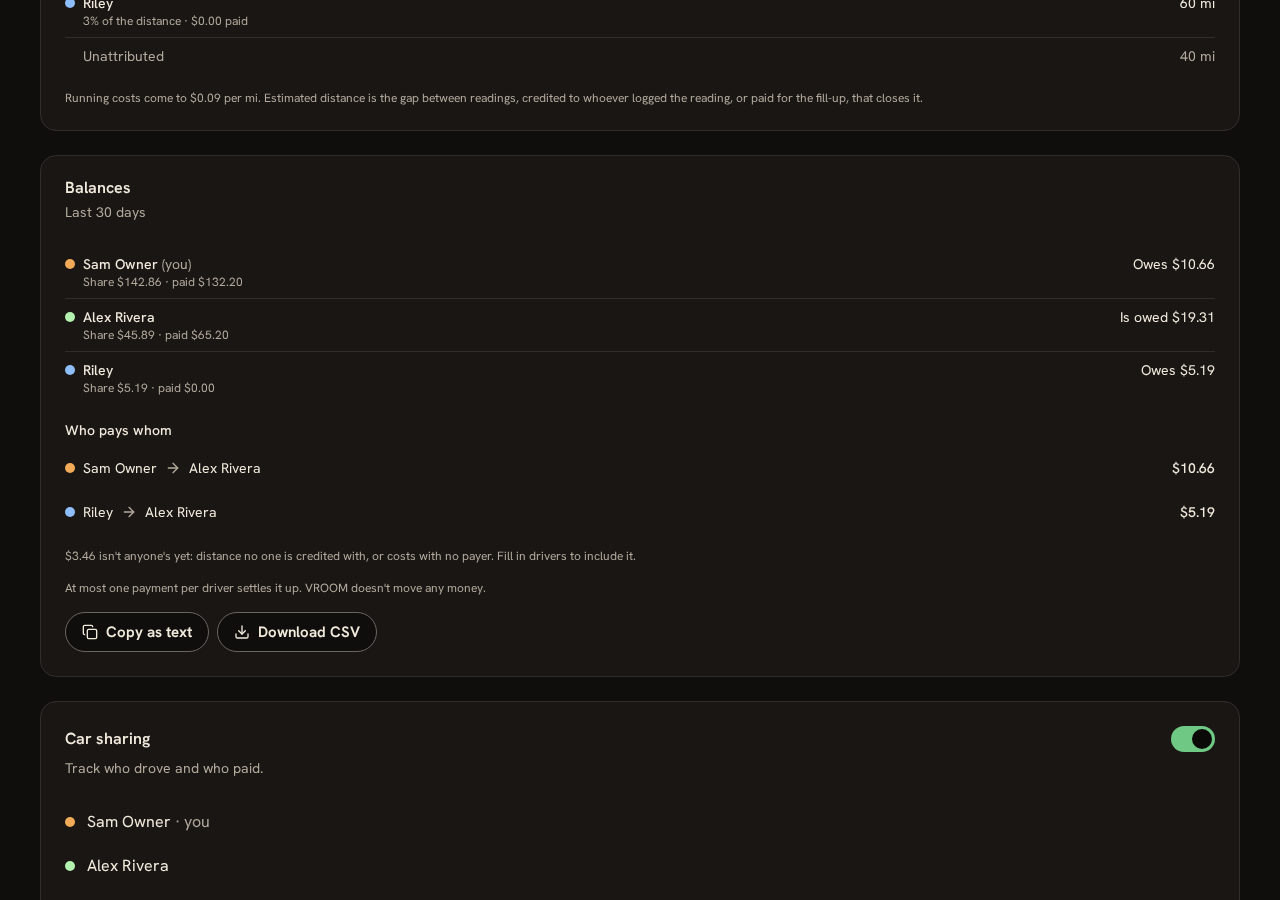 Riley
60 mi
3% of the distance · $0.00 paid
Unattributed
40 mi
Running costs come to $0.09 per mi. Estimated distance is the gap between readings, credited to whoever logged the reading, or paid for the fill-up, that closes it.
Balances
Last 30 days
Sam Owner (you)
Owes $10.66
Share $142.86 · paid $132.20
Alex Rivera
Is owed $19.31
Share $45.89 · paid $65.20
Riley
Owes $5.19
Share $5.19 · paid $0.00
Who pays whom
Sam Owner → Alex Rivera
$10.66
Riley → Alex Rivera
$5.19
$3.46 isn't anyone's yet: distance no one is credited with, or costs with no payer. Fill in drivers to include it.
At most one payment per driver settles it up. VROOM doesn't move any money.
Copy as text
Download CSV
Car sharing
Track who drove and who paid.
Sam Owner · you
Alex Rivera